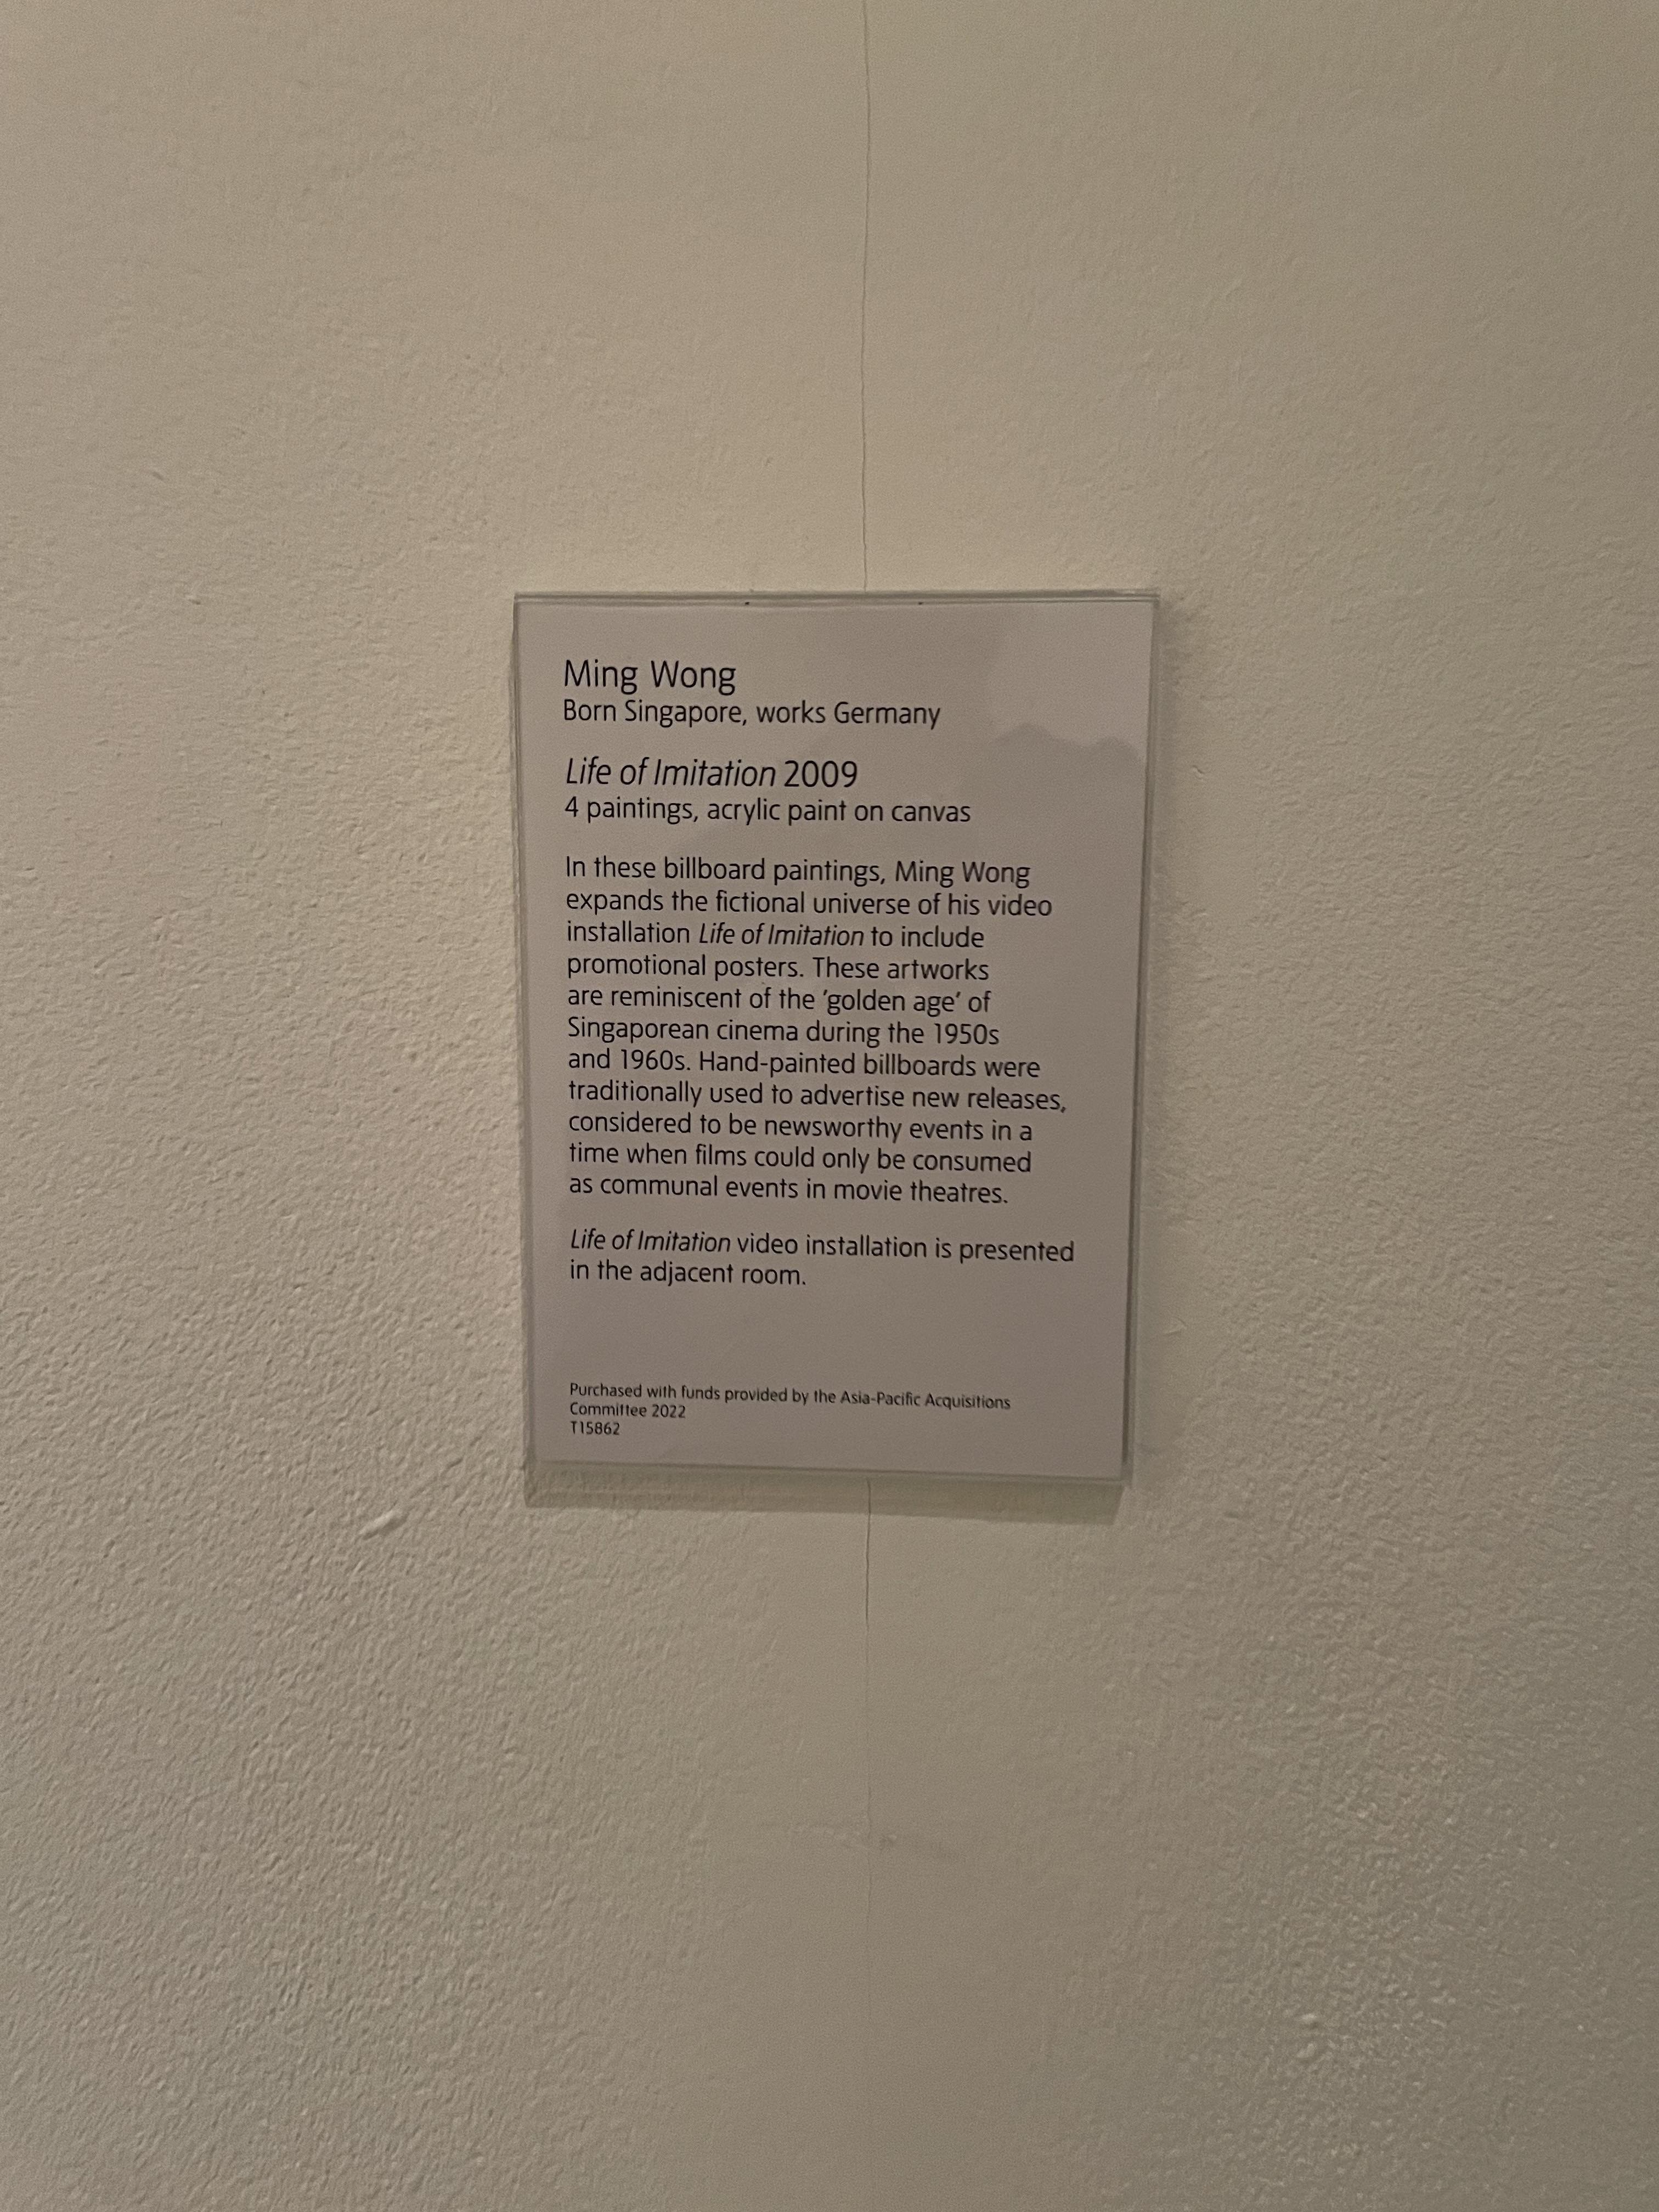 Ming Wong
Born Singapore, works Germany
Life of Imitation 2009
4 paintings, acrylic paint on canvas
In these billboard paintings, Ming Wong
expands the fictional universe of his video
installation Life of Imitation to include
promotional posters. These artworks
are reminiscent of the ‘golden age’ of
Singaporean cinema during the 1950s
and 1960s. Hand-painted billboards were
traditionally used to advertise new releases,
considered to be newsworthy events in a
time when films could only be consumed
as communal events in movie theatres.
Life of Imitation video installation is presented
in the adjacent room.
Purchased with funds provided by the Asia-Pacific Acquisitions
Committee 2022
T15862